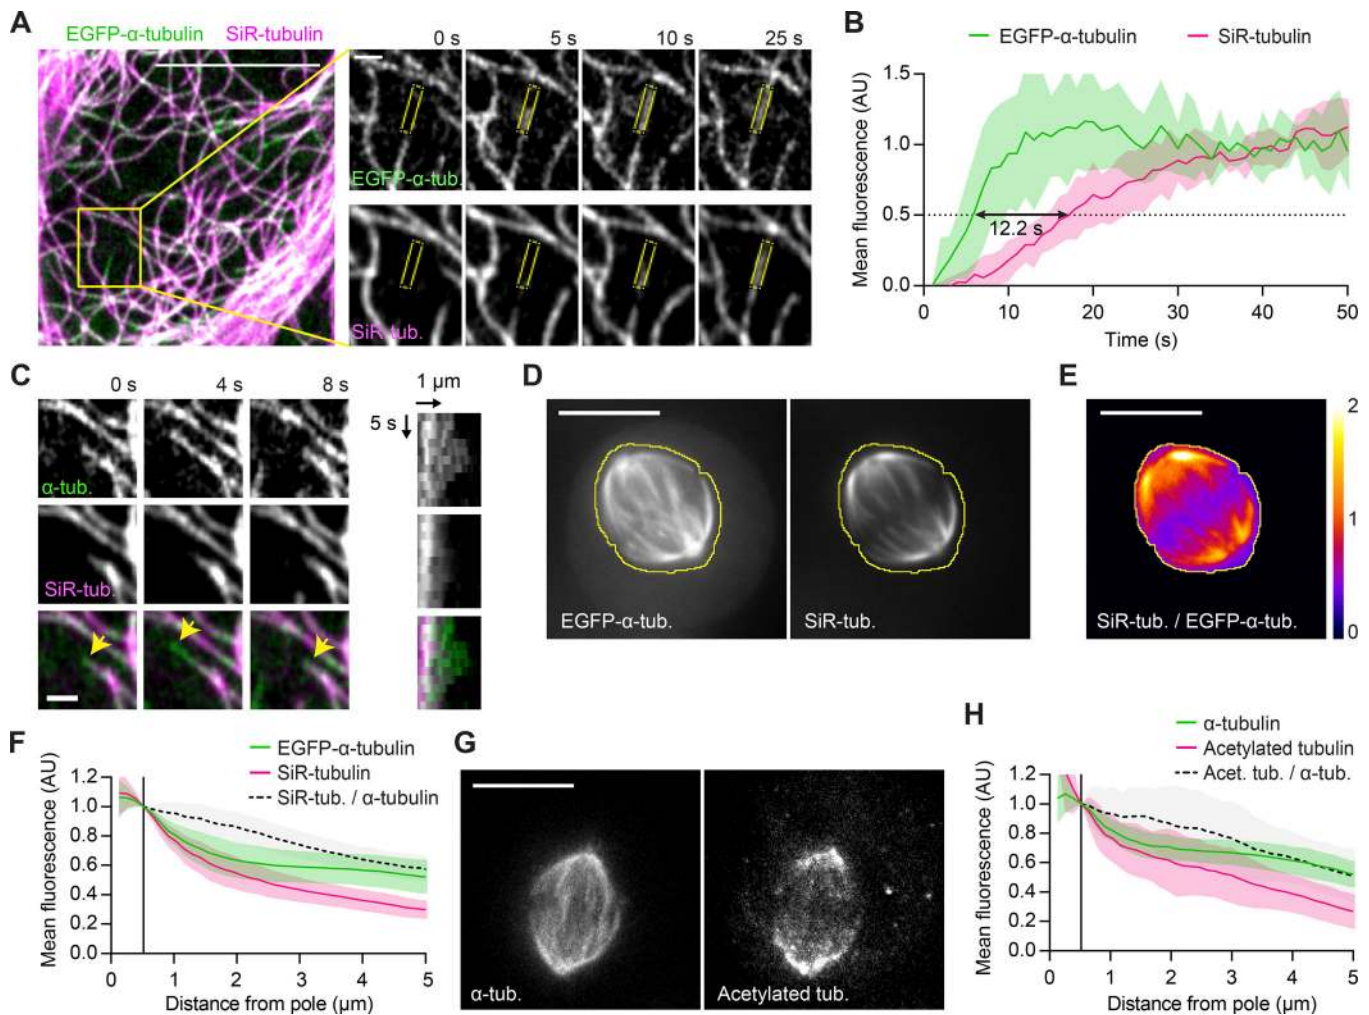 A
EGFP-α-tubulin SiR-tubulin
0 s 5 s 10 s 25 s
EGFP-α-tub.
SiR-tub.
B
EGFP-α-tubulin SiR-tubulin
Mean fluorescence (AU)
1.5
1.0
0.5
0.0
12.2 s
0 10 20 30 40 50
Time (s)
C
0 s 4 s 8 s
α-tub.
SiR-tub.
1 μm
5 s
D
EGFP-α-tub.
SiR-tub.
E
SiR-tub. / EGFP-α-tub.
2
1
0
F
EGFP-α-tubulin
SiR-tubulin
SiR-tub. / α-tubulin
Mean fluorescence (AU)
1.2
1.0
0.8
0.6
0.4
0.2
0.0
0 1 2 3 4 5
Distance from pole (μm)
G
α-tub.
Acetylated tub.
H
α-tubulin
Acetylated tubulin
Acet. tub. / α-tub.
Mean fluorescence (AU)
1.2
1.0
0.8
0.6
0.4
0.2
0.0
0 1 2 3 4 5
Distance from pole (μm)